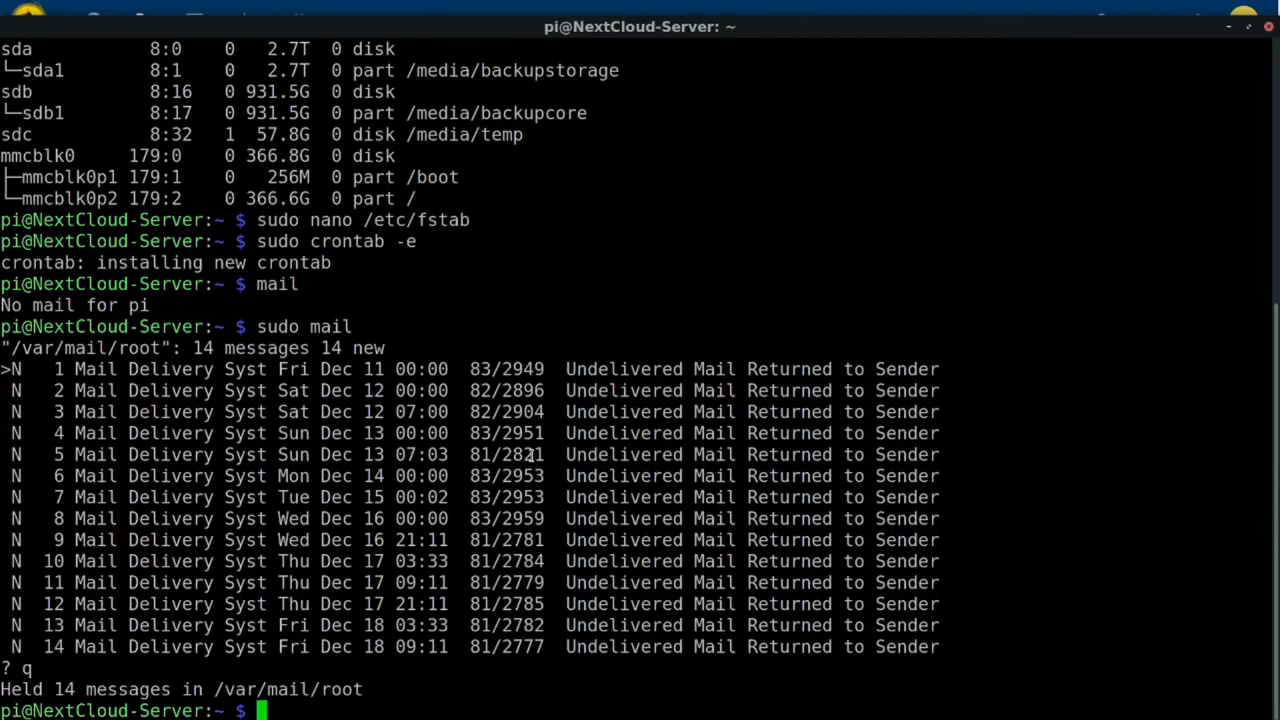 pi@NextCloud-Server: ~
sda 8:0 0 2.7T 0 disk
└─sda1 8:1 0 2.7T 0 part /media/backupstorage
sdb 8:16 0 931.5G 0 disk
└─sdb1 8:17 0 931.5G 0 part /media/backupcore
sdc 8:32 1 57.8G 0 disk /media/temp
mmcblk0 179:0 0 366.8G 0 disk
├─mmcblk0p1 179:1 0 256M 0 part /boot
└─mmcblk0p2 179:2 0 366.6G 0 part /
pi@NextCloud-Server:~ $ sudo nano /etc/fstab
pi@NextCloud-Server:~ $ sudo crontab -e
crontab: installing new crontab
pi@NextCloud-Server:~ $ mail
No mail for pi
pi@NextCloud-Server:~ $ sudo mail
"/var/mail/root": 14 messages 14 new
>N 1 Mail Delivery Syst Fri Dec 11 00:00 83/2949 Undelivered Mail Returned to Sender
N 2 Mail Delivery Syst Sat Dec 12 00:00 82/2896 Undelivered Mail Returned to Sender
N 3 Mail Delivery Syst Sat Dec 12 07:00 82/2904 Undelivered Mail Returned to Sender
N 4 Mail Delivery Syst Sun Dec 13 00:00 83/2951 Undelivered Mail Returned to Sender
N 5 Mail Delivery Syst Sun Dec 13 07:03 81/2821 Undelivered Mail Returned to Sender
N 6 Mail Delivery Syst Mon Dec 14 00:00 83/2953 Undelivered Mail Returned to Sender
N 7 Mail Delivery Syst Tue Dec 15 00:02 83/2953 Undelivered Mail Returned to Sender
N 8 Mail Delivery Syst Wed Dec 16 00:00 83/2959 Undelivered Mail Returned to Sender
N 9 Mail Delivery Syst Wed Dec 16 21:11 81/2781 Undelivered Mail Returned to Sender
N 10 Mail Delivery Syst Thu Dec 17 03:33 81/2784 Undelivered Mail Returned to Sender
N 11 Mail Delivery Syst Thu Dec 17 09:11 81/2779 Undelivered Mail Returned to Sender
N 12 Mail Delivery Syst Thu Dec 17 21:11 81/2785 Undelivered Mail Returned to Sender
N 13 Mail Delivery Syst Fri Dec 18 03:33 81/2782 Undelivered Mail Returned to Sender
N 14 Mail Delivery Syst Fri Dec 18 09:11 81/2777 Undelivered Mail Returned to Sender
? q
Held 14 messages in /var/mail/root
pi@NextCloud-Server:~ $